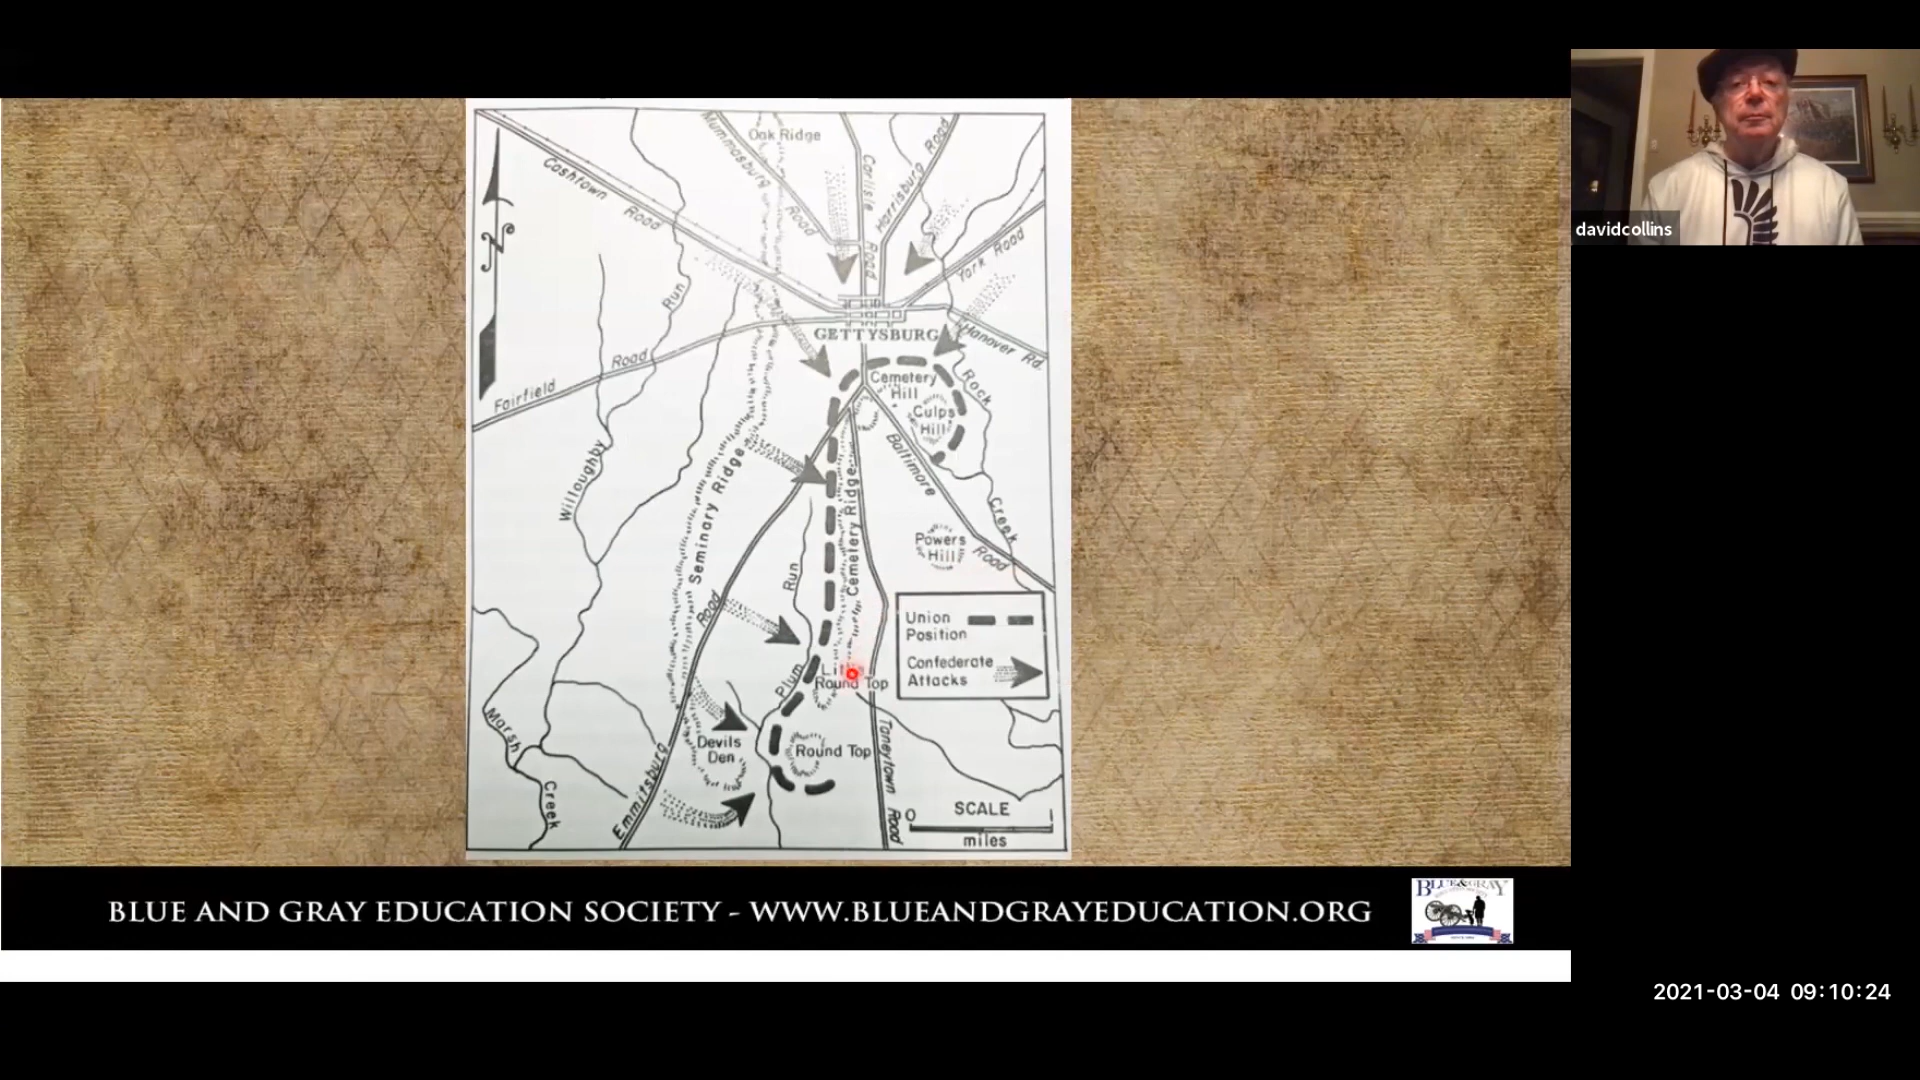 Oak Ridge
Mummasburg
Road
Carlisle
Road
Harrisburg Road
Cashtown
Road
York Road
Run
GETTYSBURG
Hanover Rd.
Road
Fairfield
Cemetery
Hill
Rock
Culps
Hill
Baltimore
Seminary Ridge
Willoughby
Cemetery Ridge
Creek
Powers
Hill
Road
Run
Road
Union
Position
Confederate
Attacks
Plum
Round Top
Marsh
Devils
Den
Round Top
Taneytown Road
Creek
Emmitsburg
0
SCALE
1
miles
davidcollins
BLUE AND GRAY EDUCATION SOCIETY - WWW.BLUEANDGRAYEDUCATION.ORG
BLUE&GRAY
2021-03-04 09:10:24